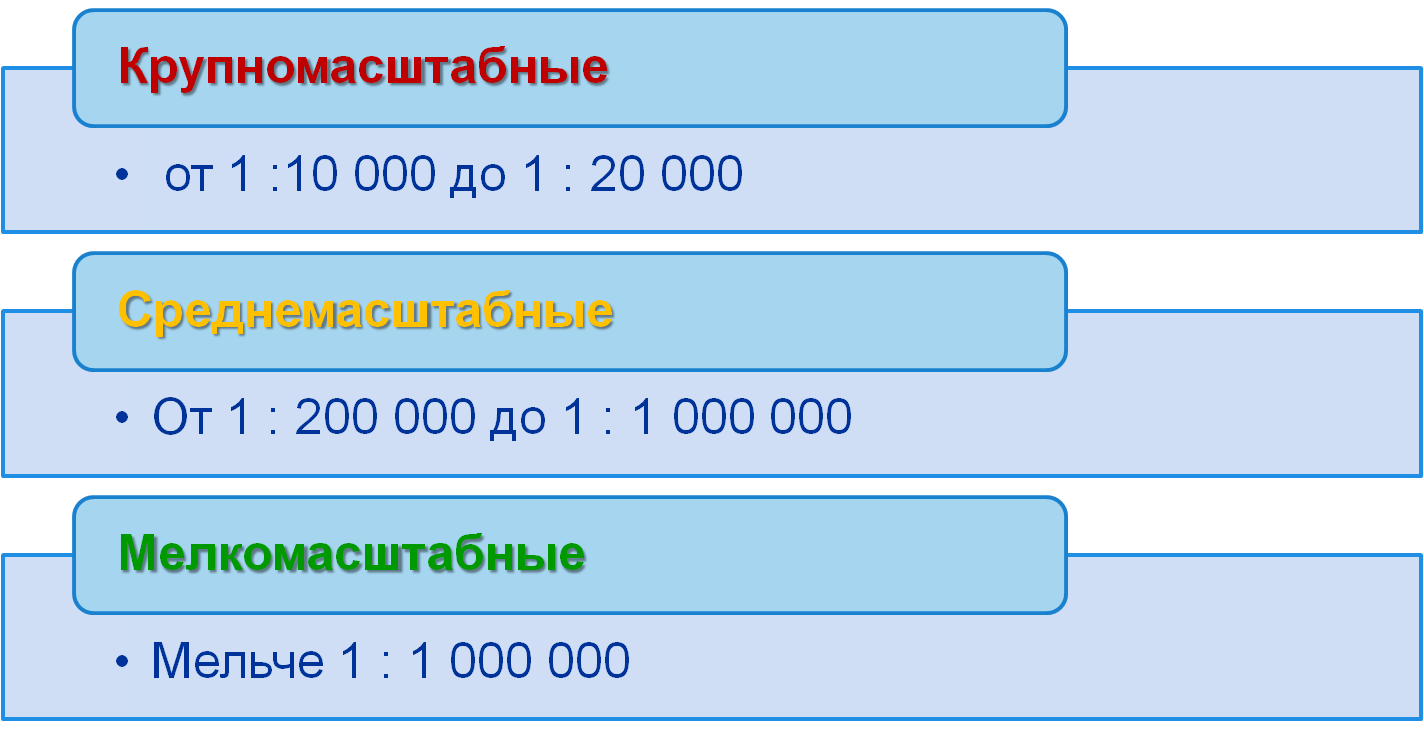 Крупномасштабные
• от 1 :10 000 до 1 : 20 000
Среднемасштабные
• От 1 : 200 000 до 1 : 1 000 000
Мелкомасштабные
• Мельче 1 : 1 000 000